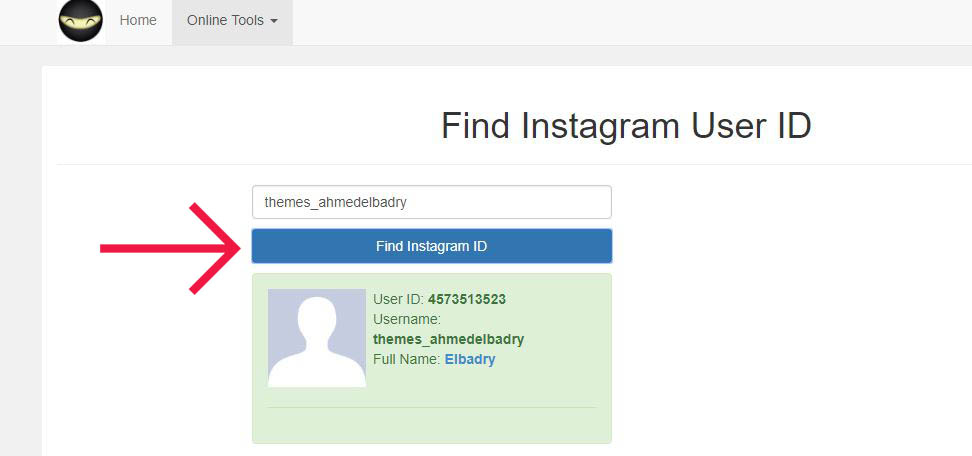 Home Online Tools
Find Instagram User ID
themes_ahmedelbadry
Find Instagram ID
User ID: 4573513523
Username:
themes_ahmedelbadry
Full Name: Elbadry